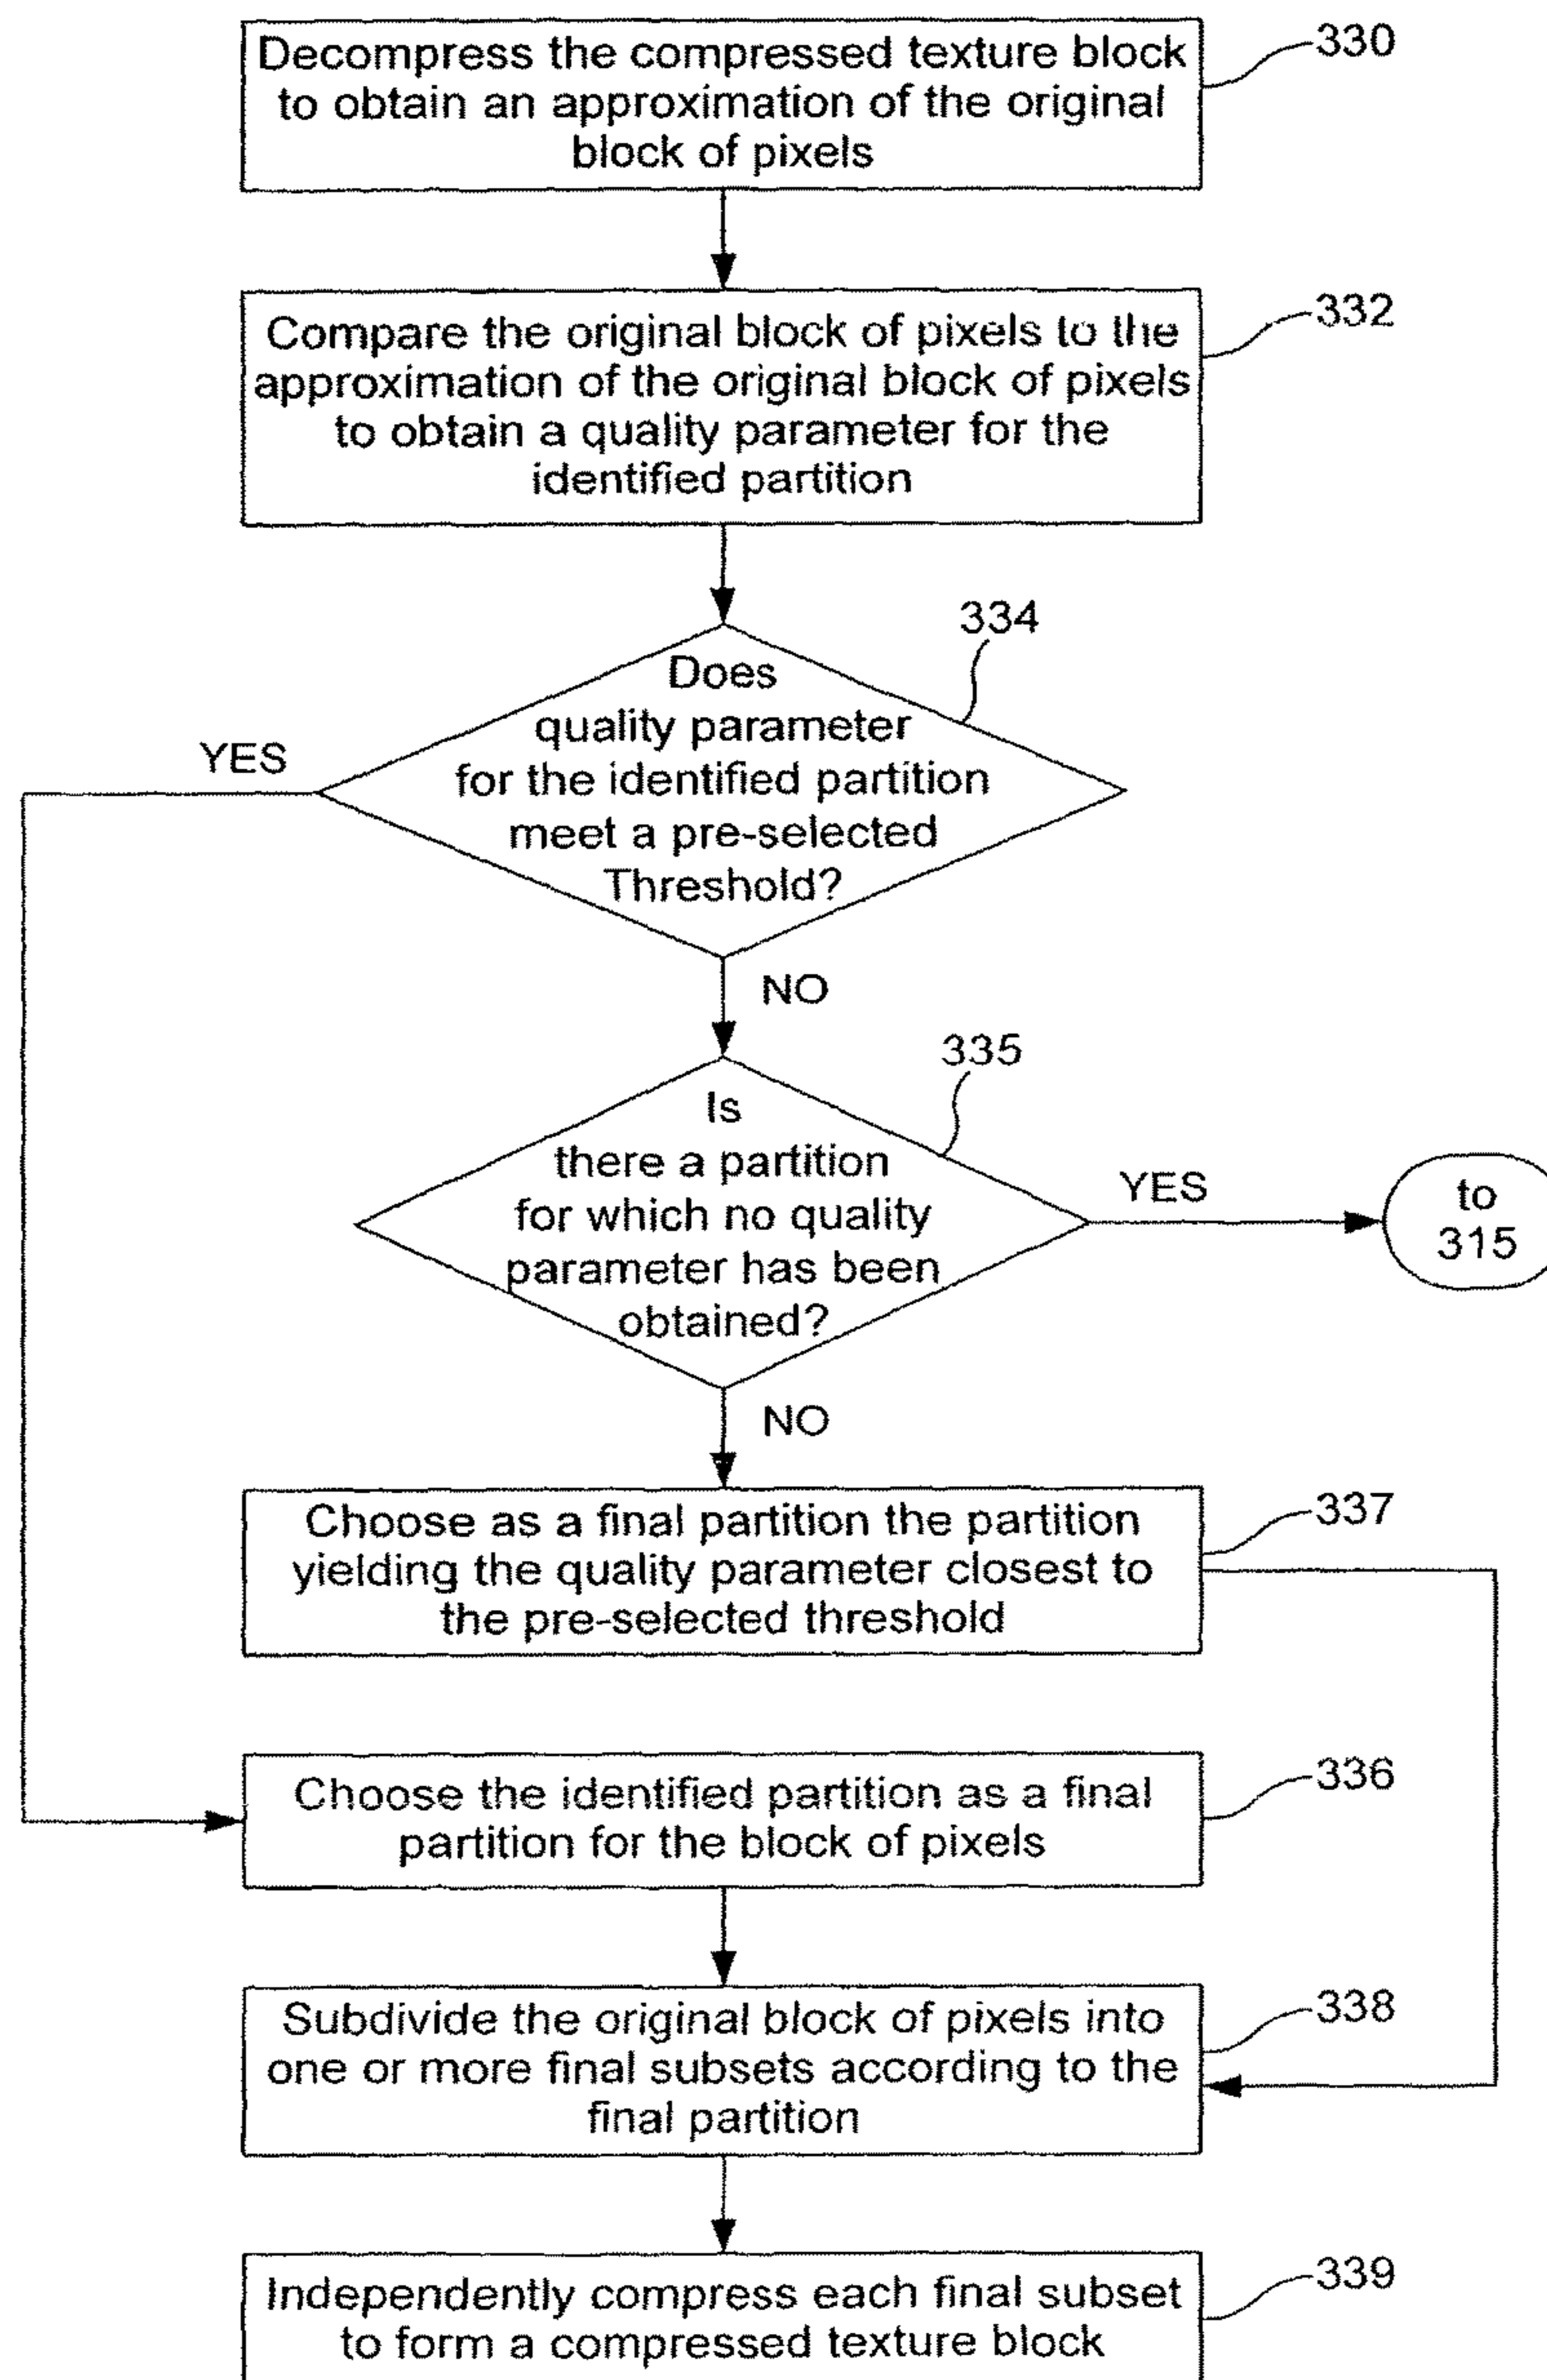 Decompress the compressed texture block
to obtain an approximation of the original
block of pixels
330
Compare the original block of pixels to the
approximation of the original block of pixels
to obtain a quality parameter for the
identified partition
332
334
Does
quality parameter
for the identified partition
meet a pre-selected
Threshold?
YES
NO
335
Is
there a partition
for which no quality
parameter has been
obtained?
YES
to
315
NO
Choose as a final partition the partition
yielding the quality parameter closest to
the pre-selected threshold
337
Choose the identified partition as a final
partition for the block of pixels
336
Subdivide the original block of pixels into
one or more final subsets according to the
final partition
338
Independently compress each final subset
to form a compressed texture block
339